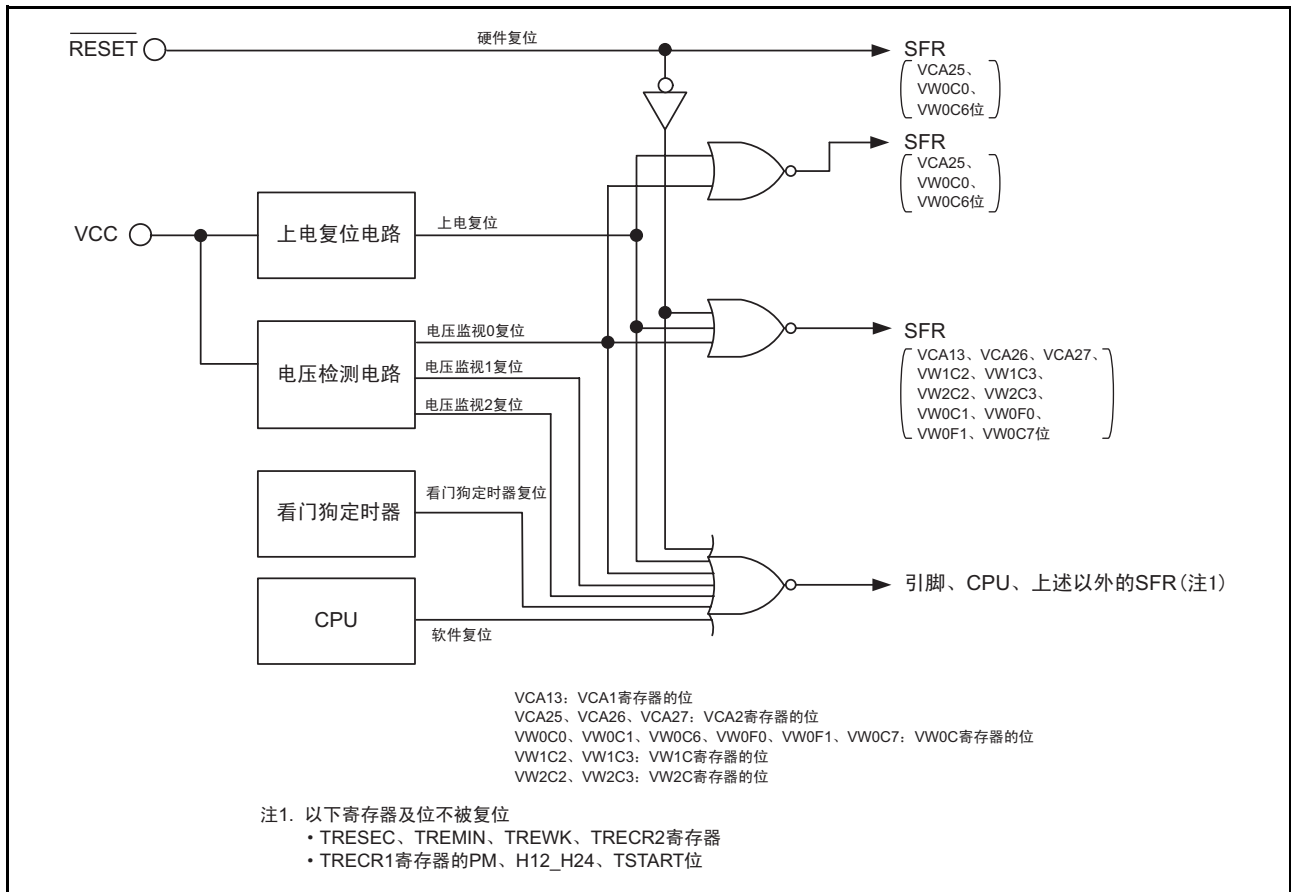 RESET
硬件复位
SFR
VCA25、
VW0C0、
VW0C6位
SFR
VCA25、
VW0C0、
VW0C6位
VCC
上电复位电路
上电复位
电压检测电路
电压监视0复位
电压监视1复位
电压监视2复位
SFR
VCA13、VCA26、VCA27、
VW1C2、VW1C3、
VW2C2、VW2C3、
VW0C1、VW0F0、
VW0F1、VW0C7位
看门狗定时器
看门狗定时器复位
CPU
软件复位
引脚、CPU、上述以外的SFR(注1)
VCA13：VCA1寄存器的位
VCA25、VCA26、VCA27：VCA2寄存器的位
VW0C0、VW0C1、VW0C6、VW0F0、VW0F1、VW0C7：VW0C寄存器的位
VW1C2、VW1C3：VW1C寄存器的位
VW2C2、VW2C3：VW2C寄存器的位
注1. 以下寄存器及位不被复位
・TRESEC、TREMIN、TREWK、TRECR2寄存器
・TRECR1寄存器的PM、H12_H24、TSTART位